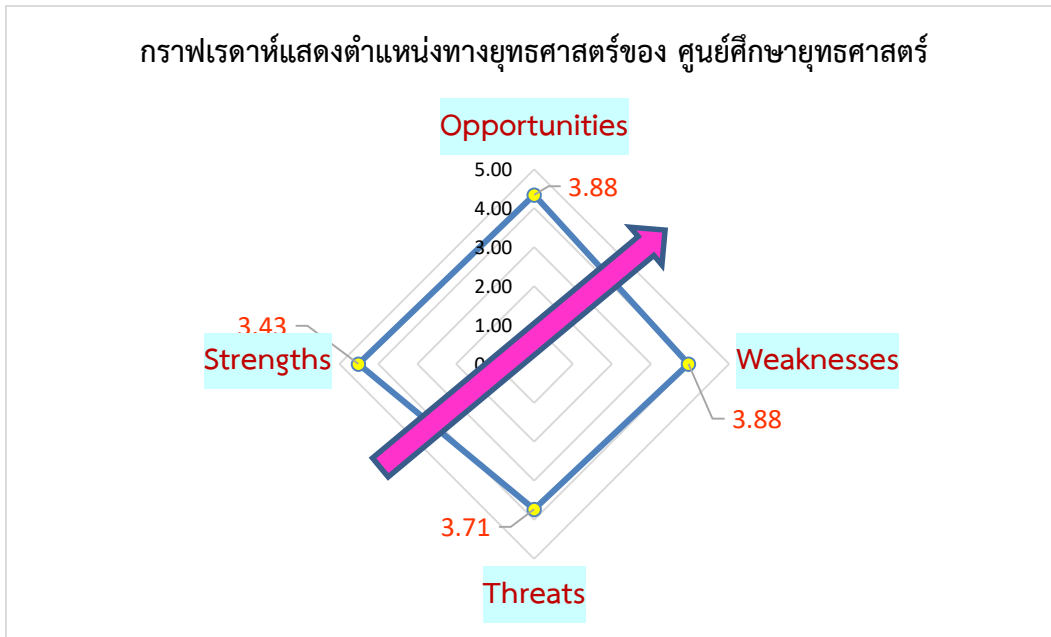 กราฟเรดาห์แสดงตำแหน่งทางยุทธศาสตร์ของ ศูนย์ศึกษายุทธศาสตร์
Opportunities
5.00
3.88
4.00
3.00
2.00
1.00
3.43
Strengths
Weaknesses
3.88
3.71
Threats